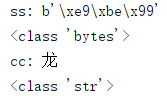 ss: b'\xe9\xbe\x99'
<class 'bytes'>
cc: 龙
<class 'str'>